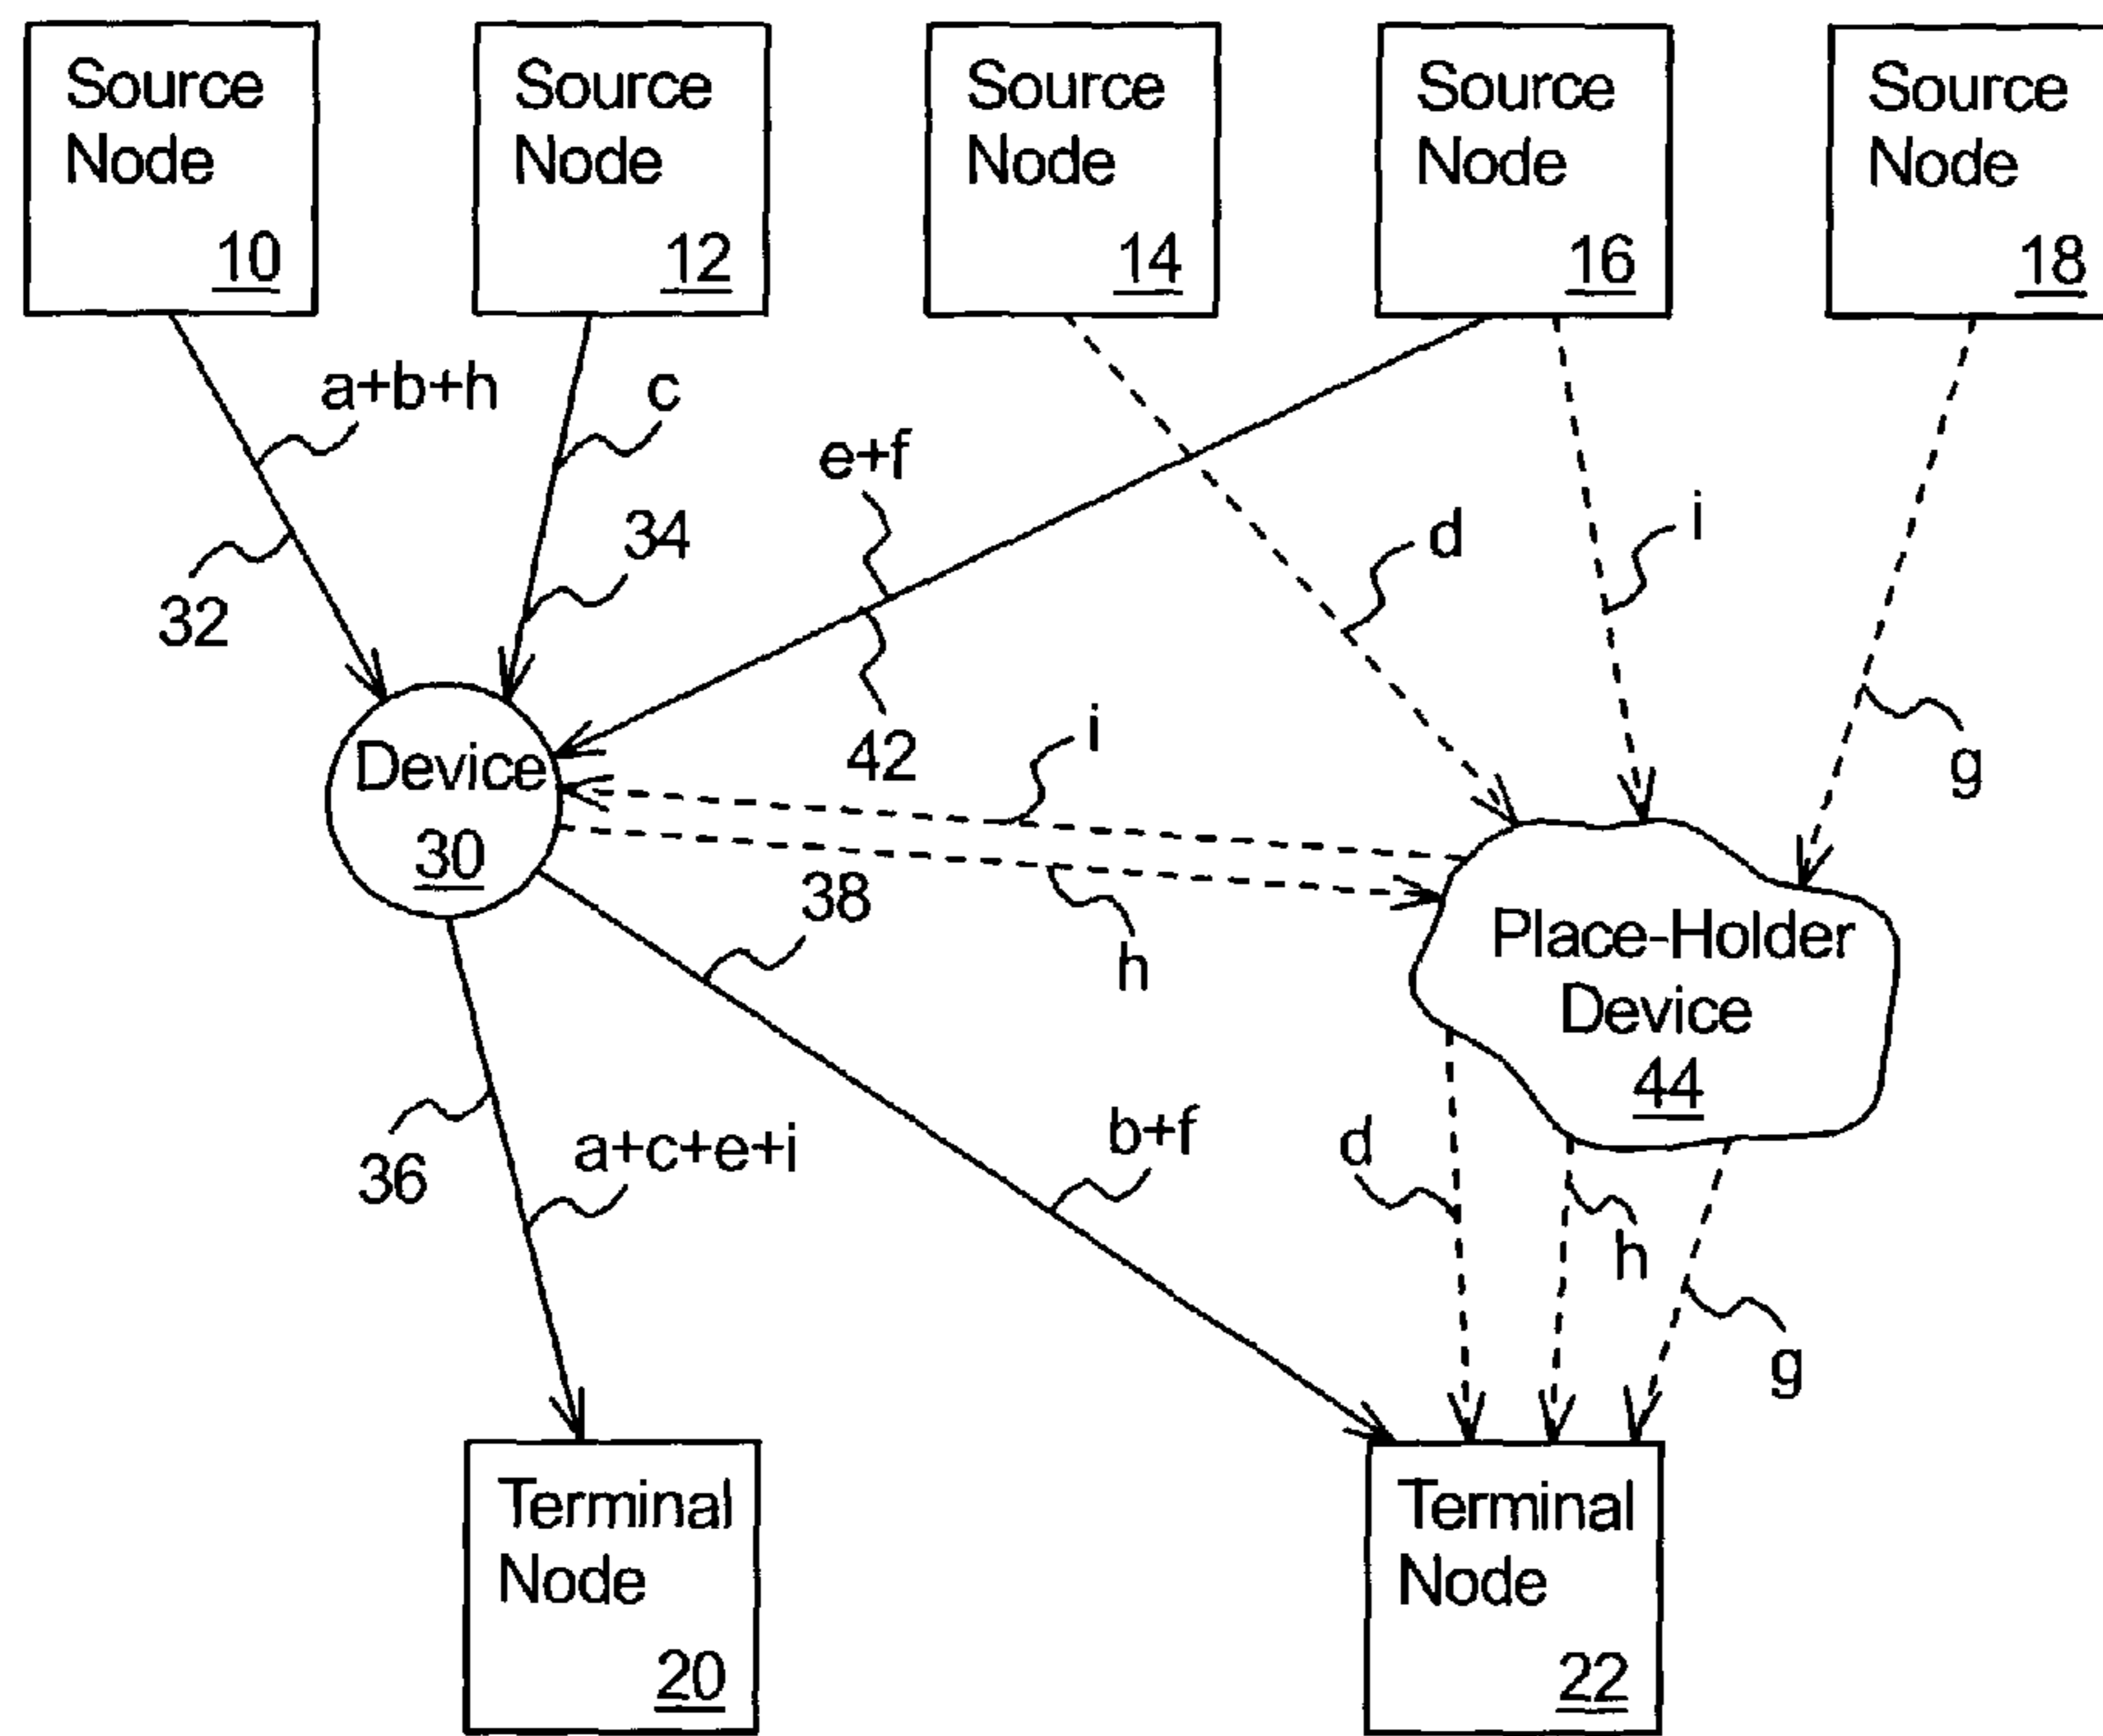 Source
Node
10
Source
Node
12
Source
Node
14
Source
Node
16
Source
Node
18
a+b+h
c
e+f
34
d
i
32
42
i
g
Device
30
38
h
Place-Holder
Device
44
36
a+c+e+i
b+f
d
h
g
Terminal
Node
20
Terminal
Node
22